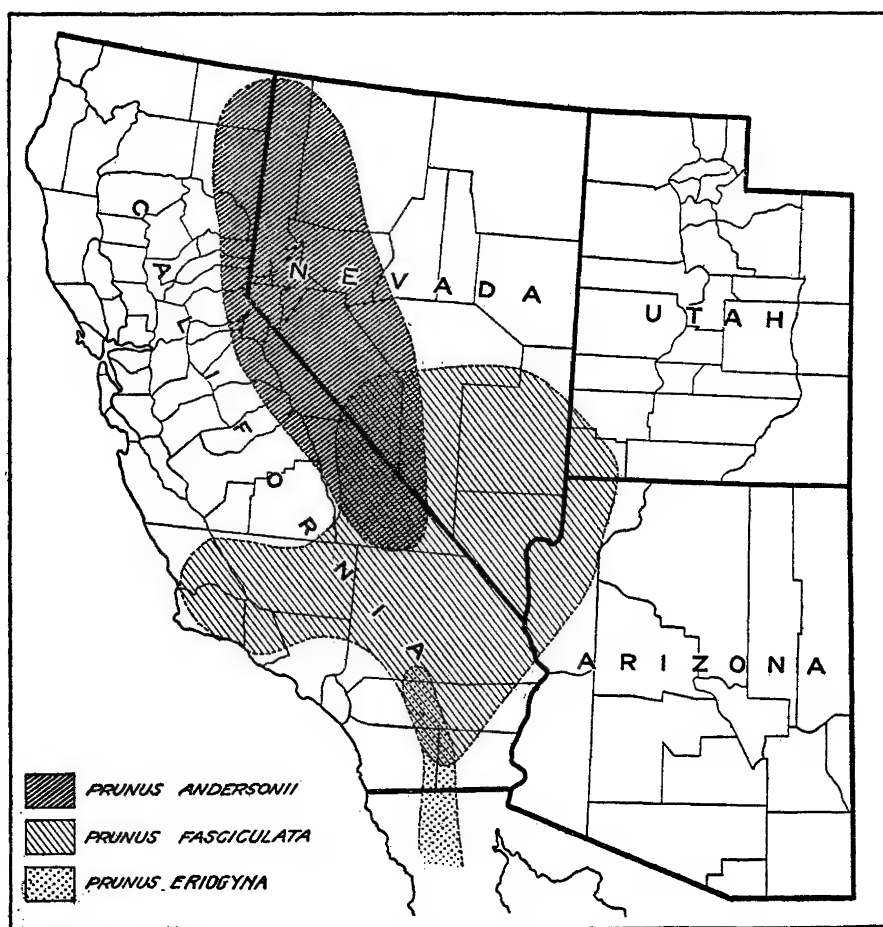 CALIFORNIA
NEVADA
UTAH
ARIZONA
PRUNUS ANDERSONII
PRUNUS FASCICULATA
PRUNUS ERIOGYNA